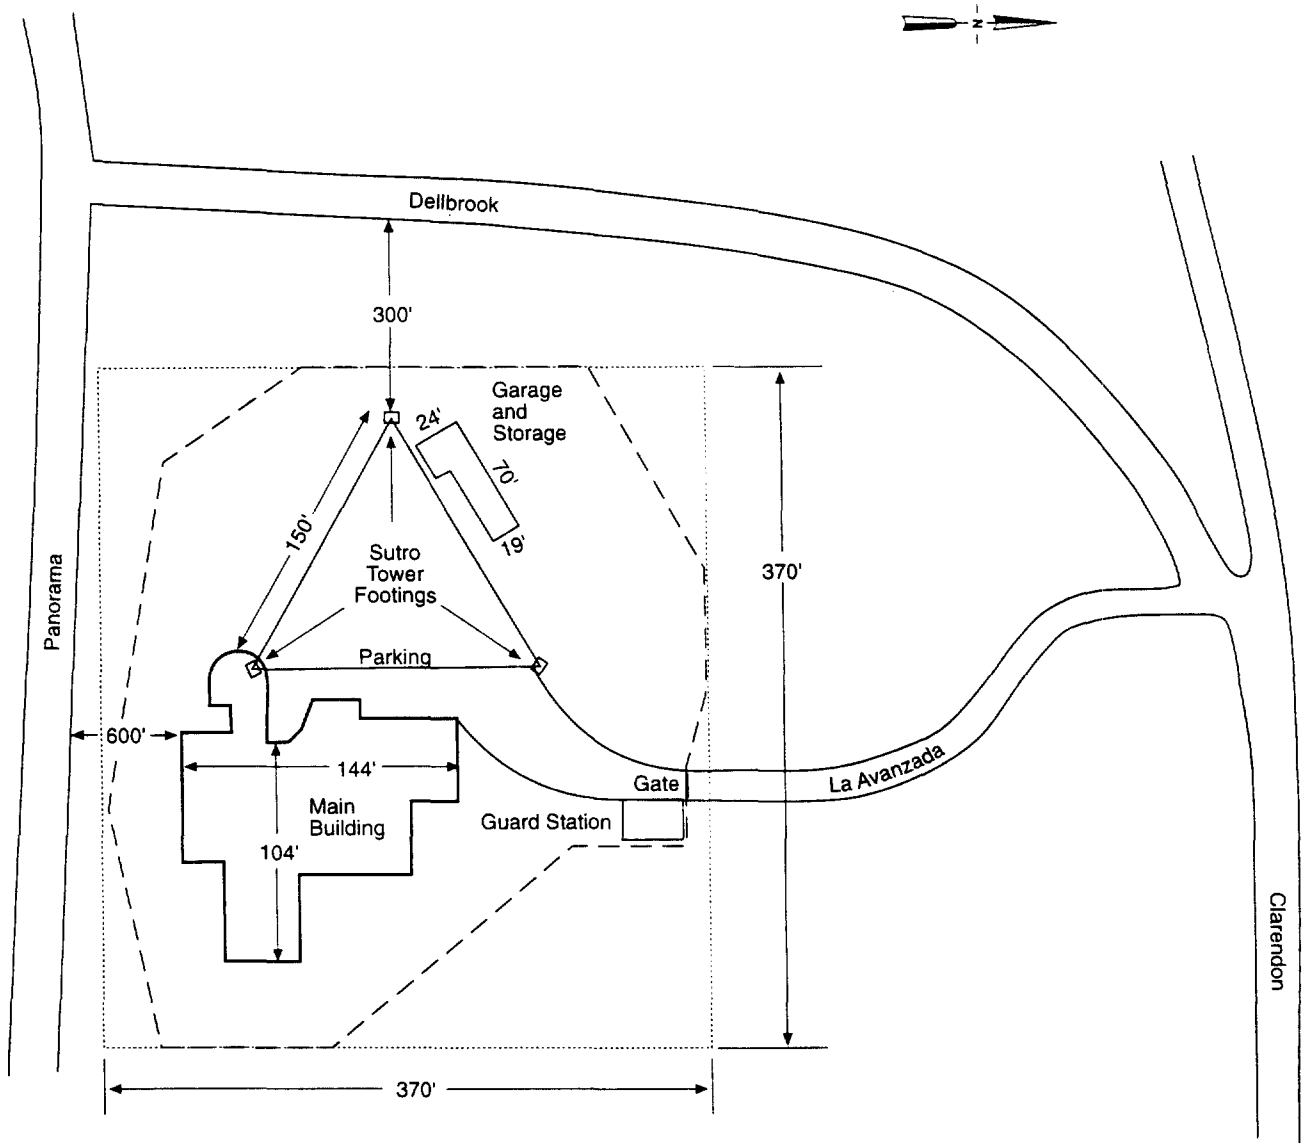 N
Dellbrook
300'
Garage
and
Storage
24'
70'
19'
150'
Sutro
Tower
Footings
370'
Panorama
Parking
600'
144'
Main
Building
104'
Gate
Guard Station
La Avanzada
Clarendon
370'